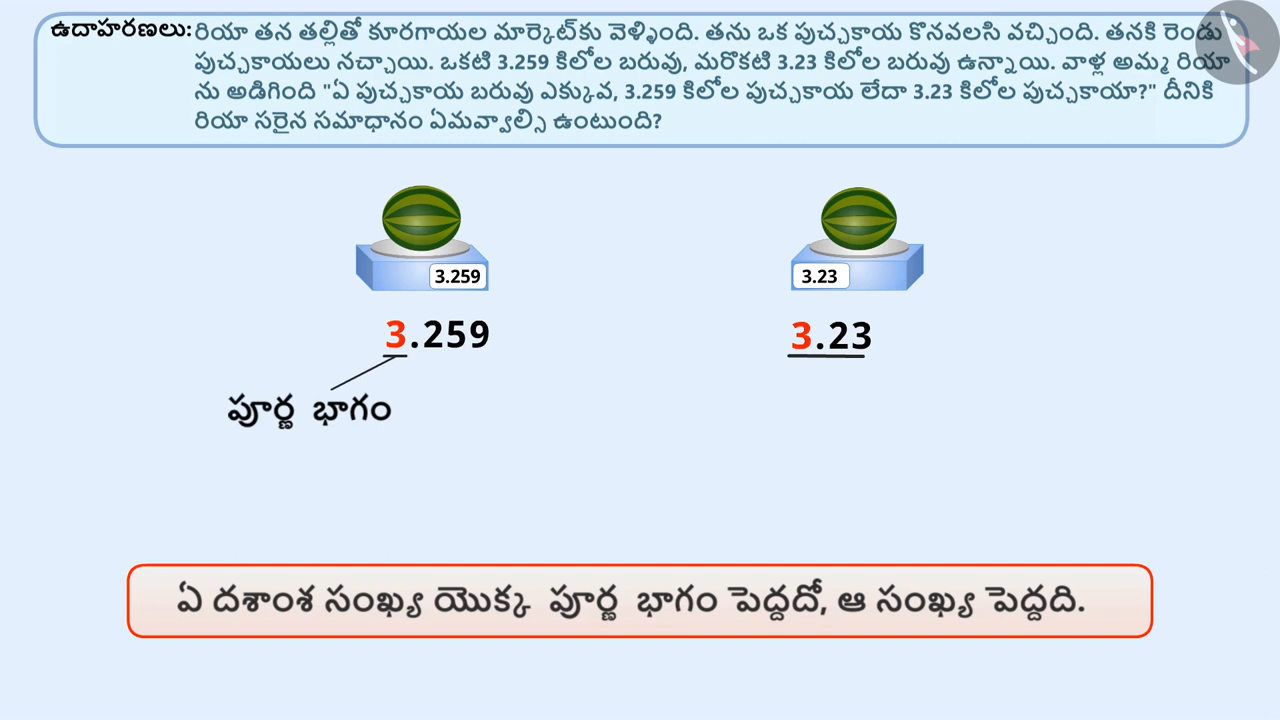 ఉదాహరణలు: రియా తన తల్లితో కూరగాయల మార్కెట్‌కు వెళ్ళింది. తను ఒక పుచ్చకాయ కొనవలసి వచ్చింది. తనకి రెండు
పుచ్చకాయలు నచ్చాయి. ఒకటి 3.259 కిలోల బరువు, మరొకటి 3.23 కిలోల బరువు ఉన్నాయి. వాళ్ల అమ్మ రియా
ను అడిగింది "ఏ పుచ్చకాయ బరువు ఎక్కువ, 3.259 కిలోల పుచ్చకాయ లేదా 3.23 కిలోల పుచ్చకాయా?" దీనికి
రియా సరైన సమాధానం ఏమవ్వాల్సి ఉంటుంది?
3.259 3.23
3.259 3.23
పూర్ణ భాగం
ఏ దశాంశ సంఖ్య యొక్క పూర్ణ భాగం పెద్దదో, ఆ సంఖ్య పెద్దది.